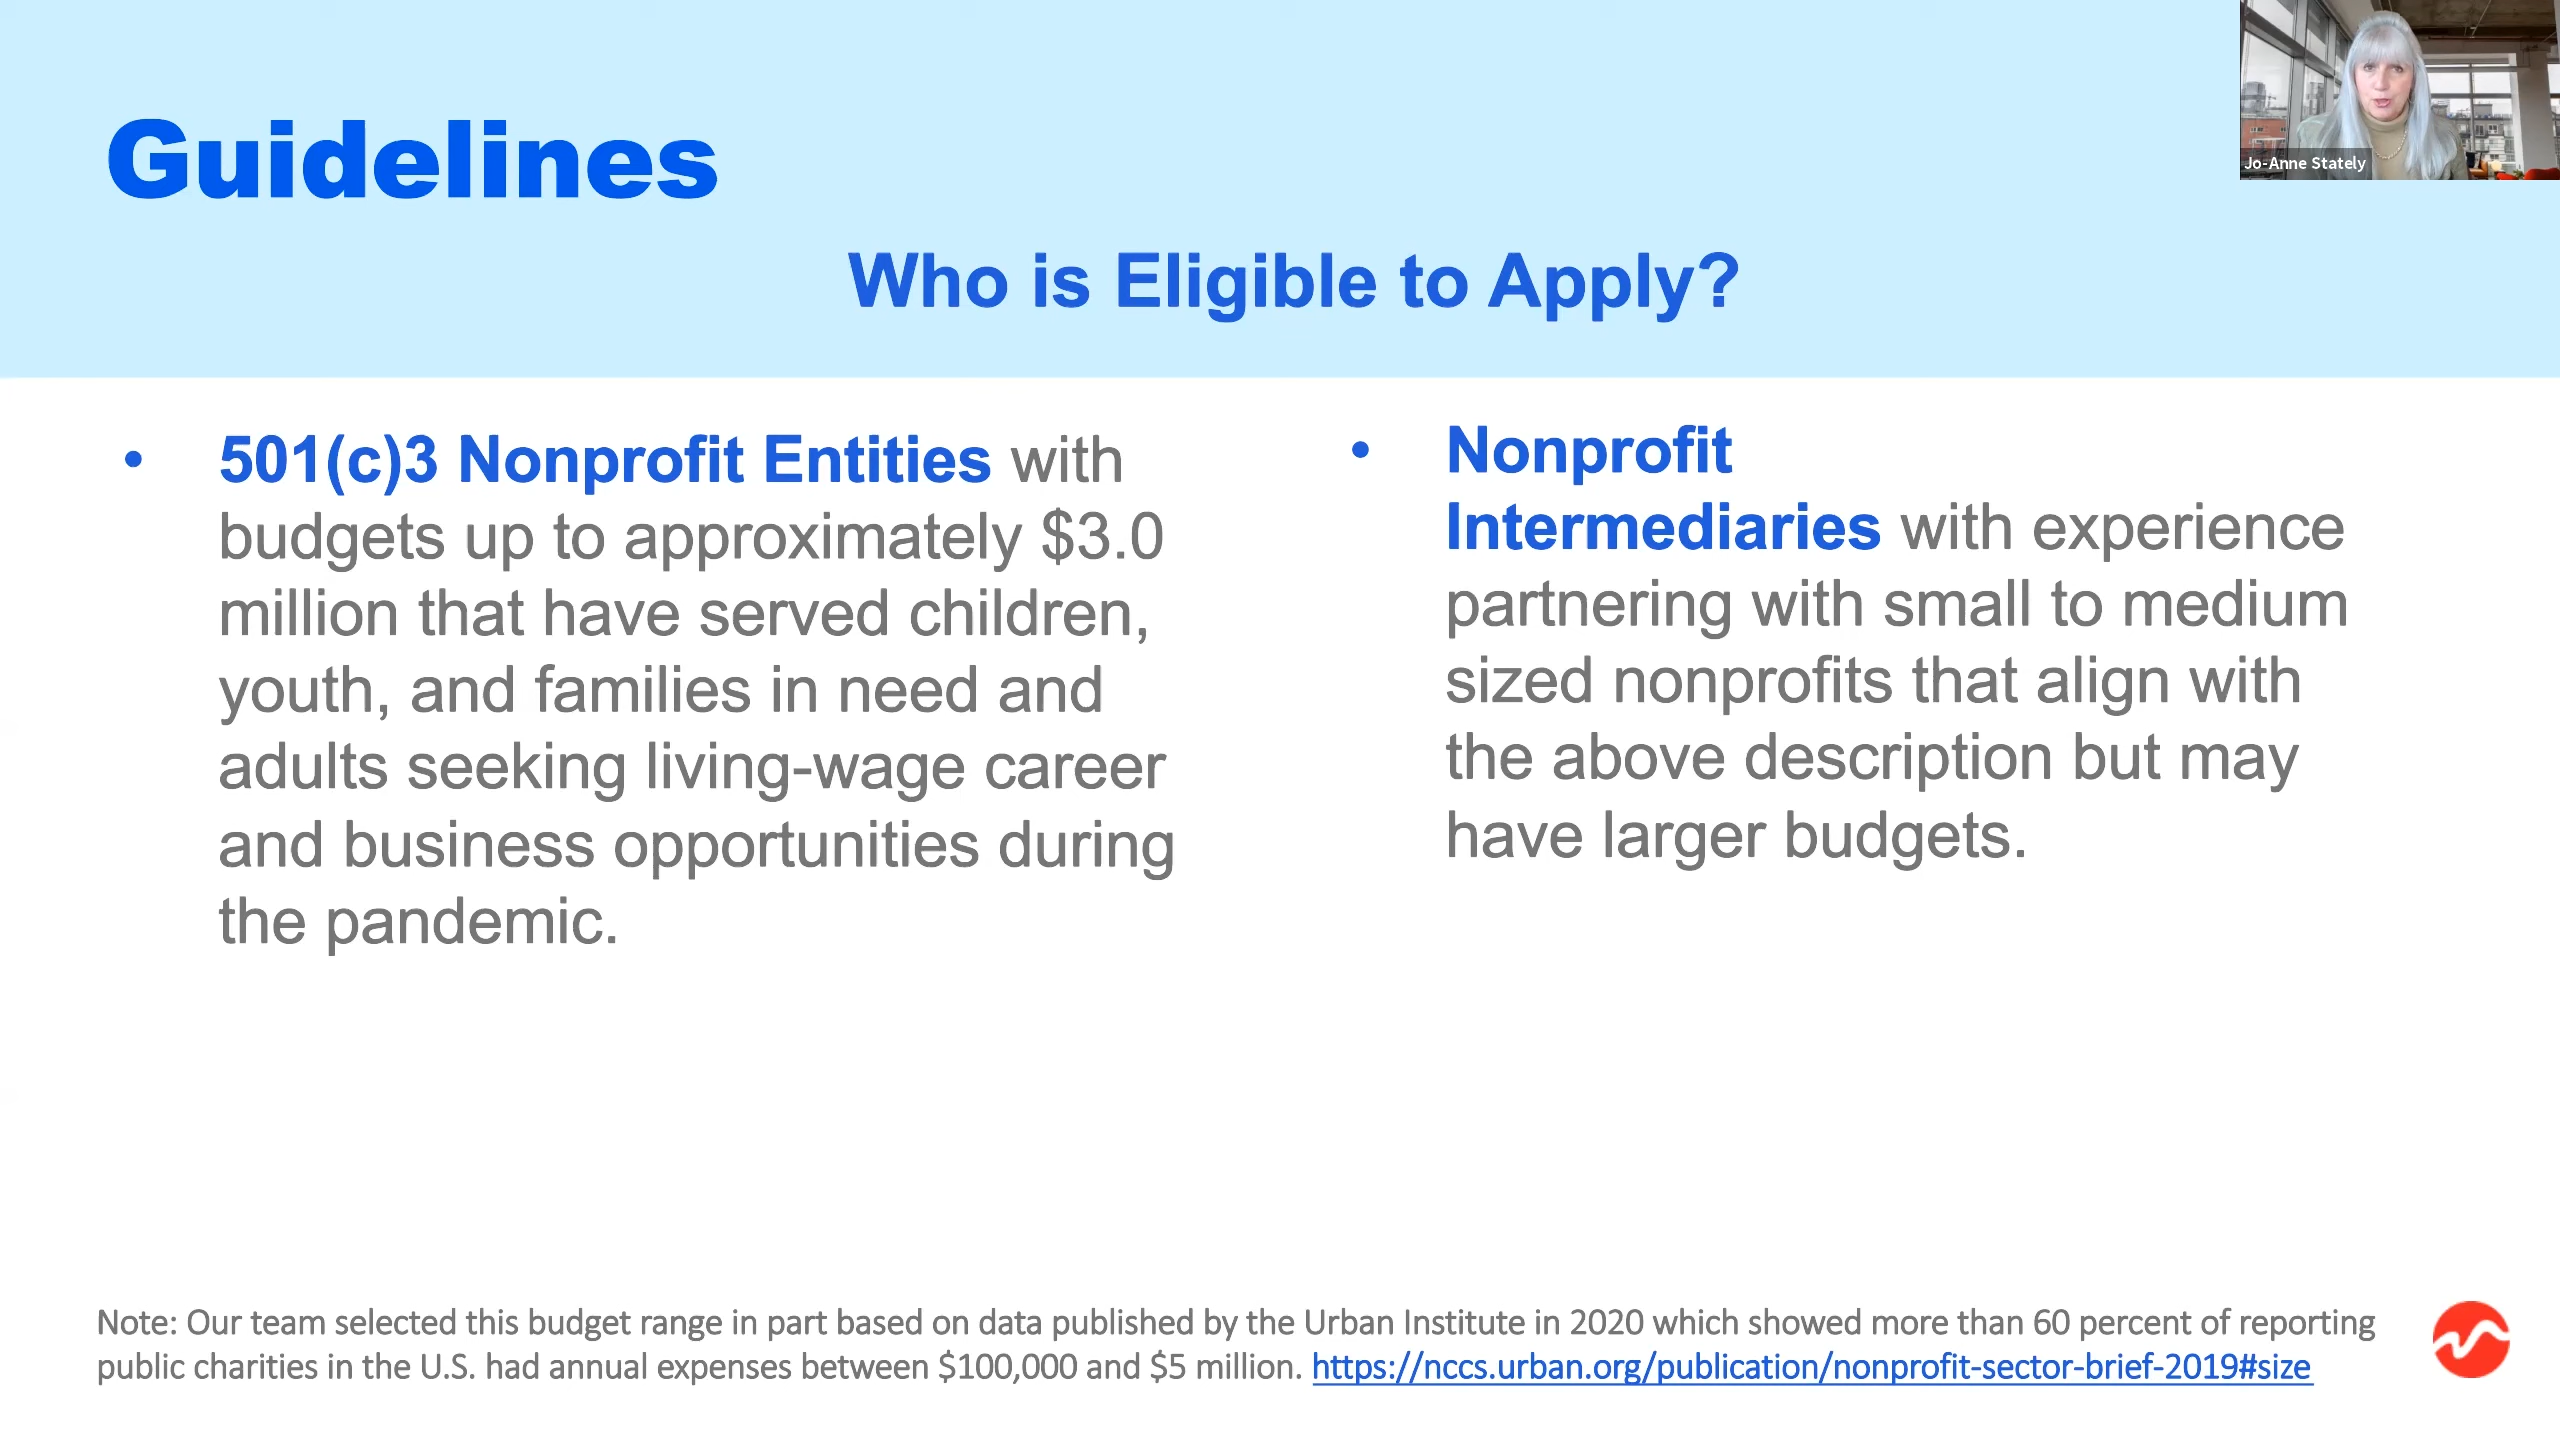 Jo-Anne Stately
Guidelines
Who is Eligible to Apply?
• 501(c)3 Nonprofit Entities with
budgets up to approximately $3.0
million that have served children,
youth, and families in need and
adults seeking living-wage career
and business opportunities during
the pandemic.
• Nonprofit
Intermediaries with experience
partnering with small to medium
sized nonprofits that align with
the above description but may
have larger budgets.
Note: Our team selected this budget range in part based on data published by the Urban Institute in 2020 which showed more than 60 percent of reporting
public charities in the U.S. had annual expenses between $100,000 and $5 million. https://nccs.urban.org/publication/nonprofit-sector-brief-2019#size